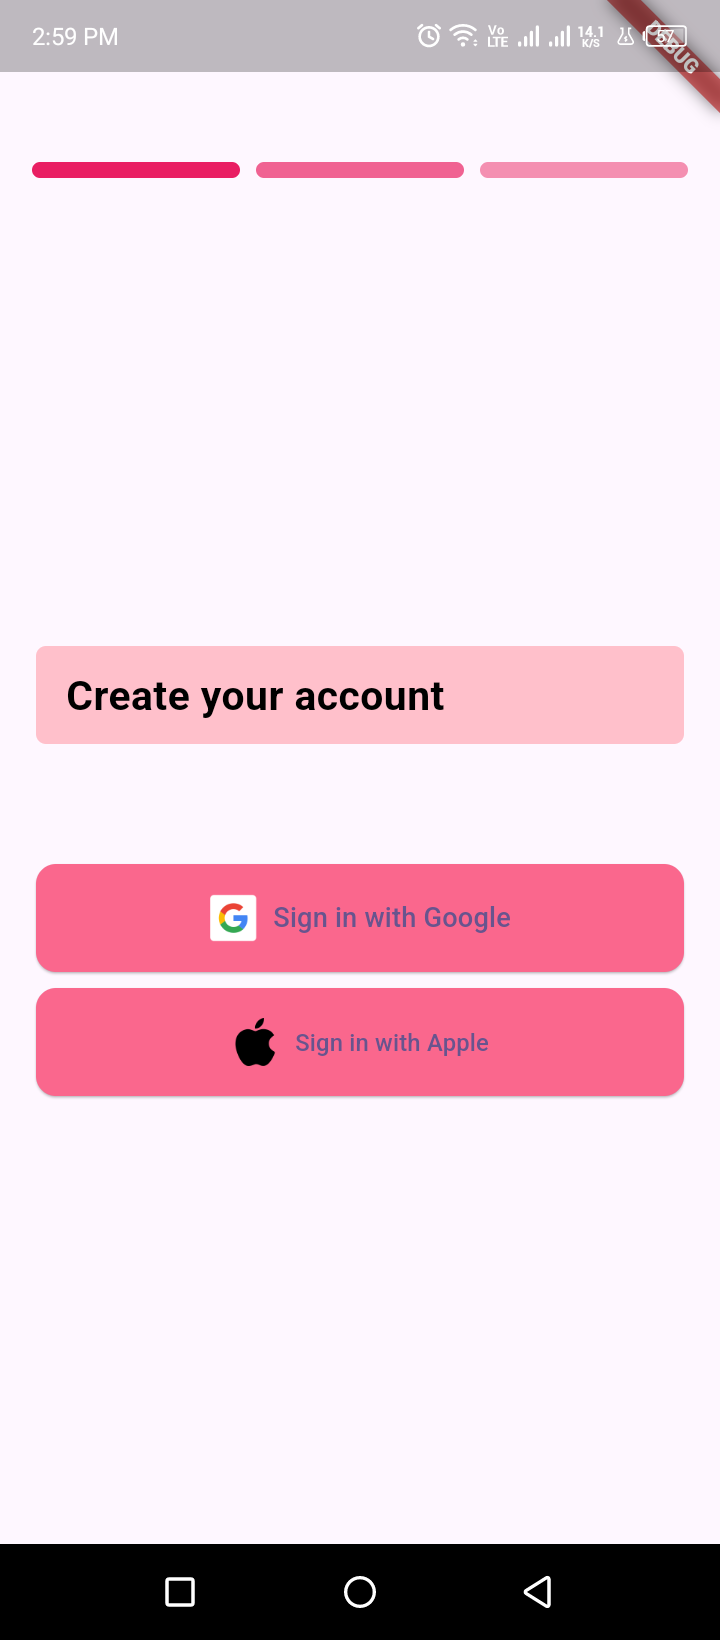 2:59 PM
Vo
LTE
14.1
K/S
57
DEBUG
Create your account
Sign in with Google
Sign in with Apple